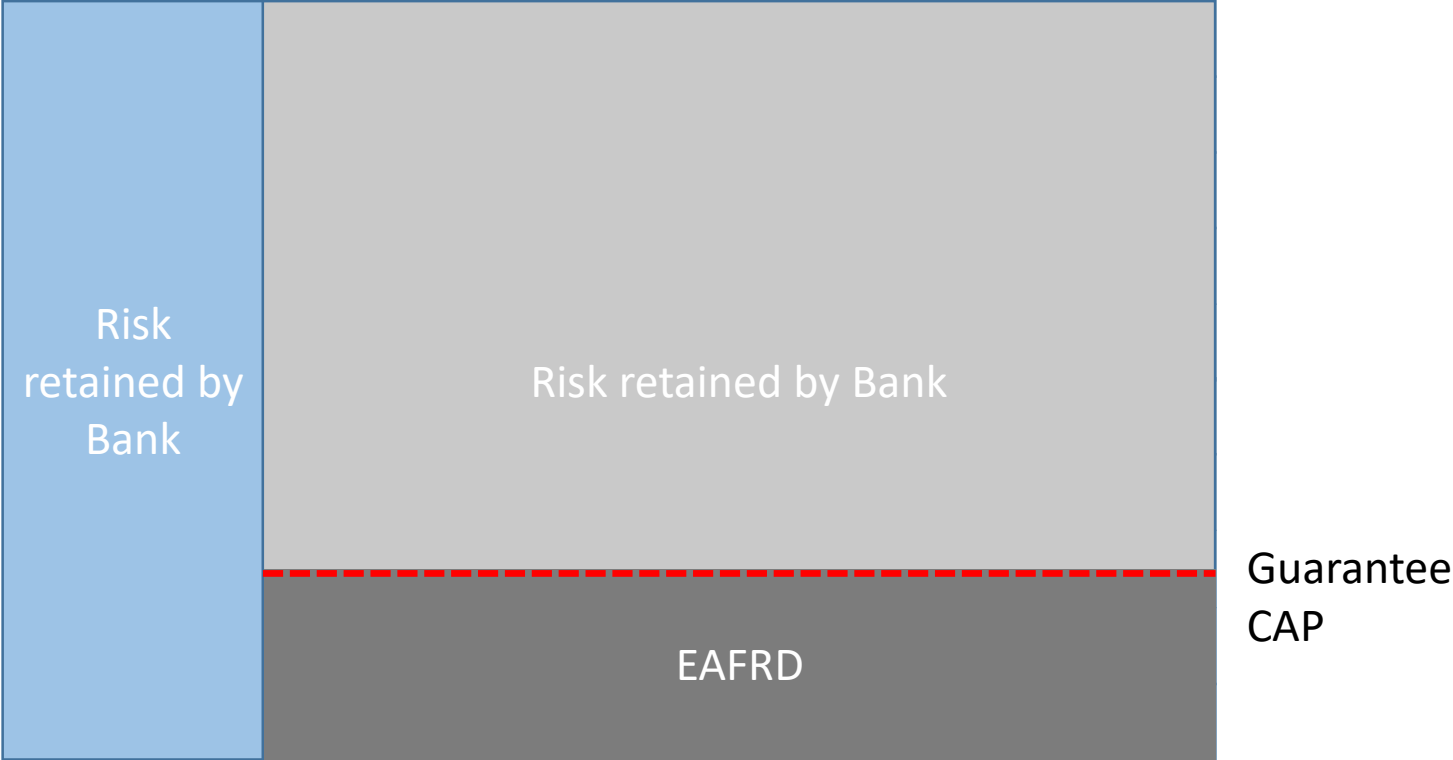 Risk
retained by
Bank
Risk retained by Bank
Guarantee
CAP
EAFRD